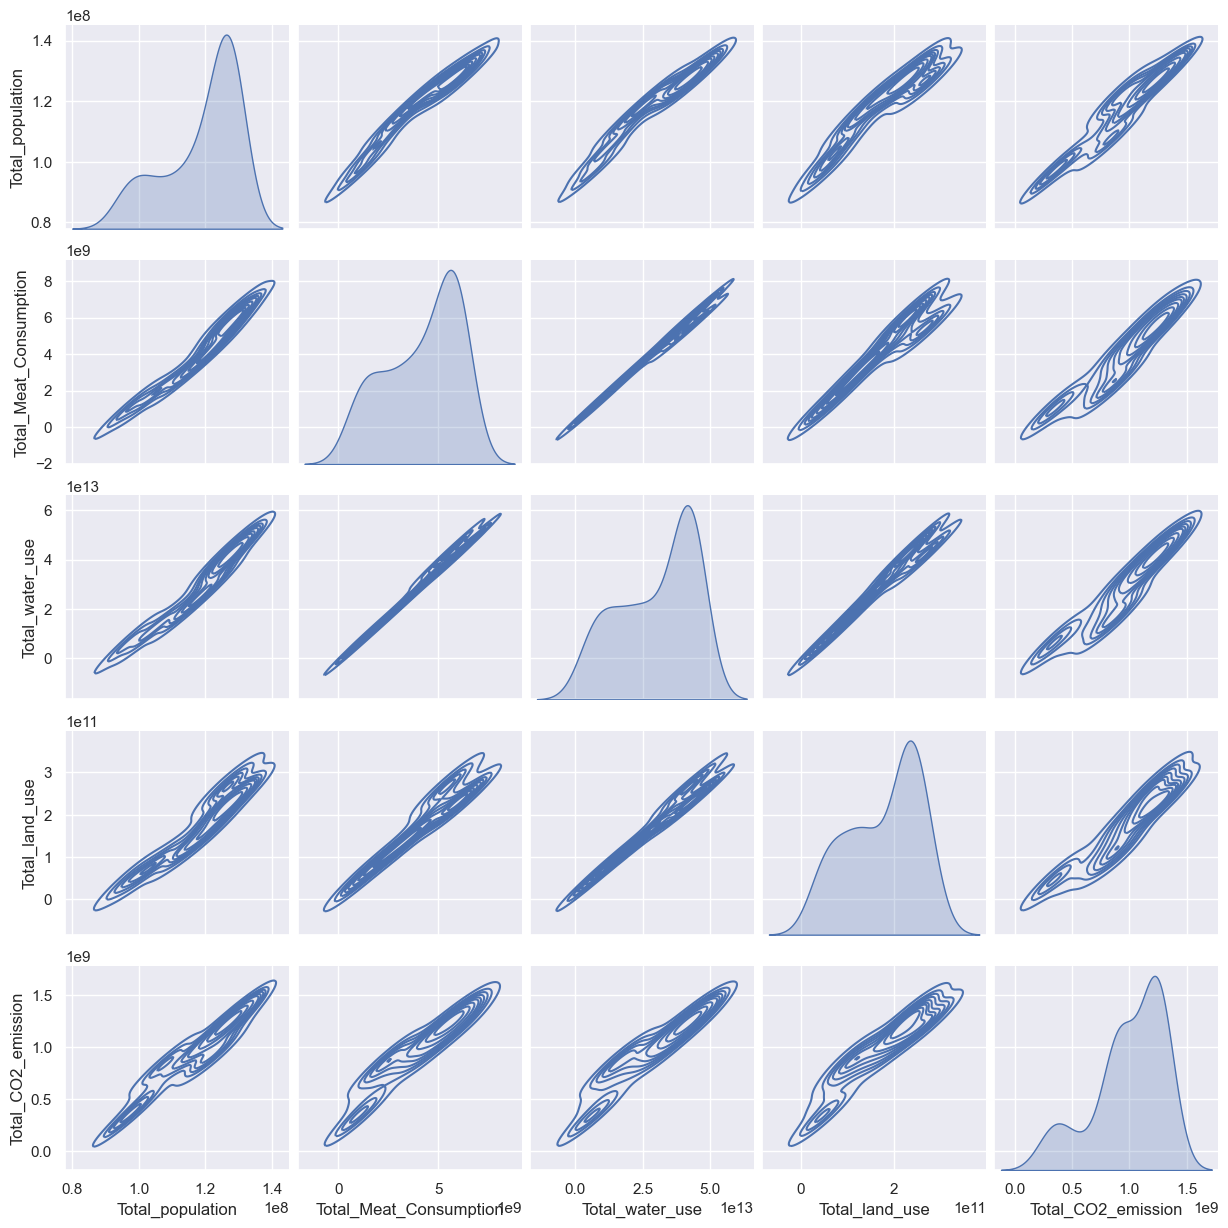 1e8
1.4
1.2
1.0
0.8
Total_population
1e9
8
6
4
2
0
−2
Total_Meat_Consumption
1e13
6
4
2
0
Total_water_use
1e11
3
2
1
0
Total_land_use
1e9
1.5
1.0
0.5
0.0
Total_CO2_emission
0.8 1.0 1.2 1.4
Total_population 1e8
0 5
Total_Meat_Consumption 1e9
0.0 2.5 5.0
Total_water_use 1e13
0 2
Total_land_use 1e11
0.0 0.5 1.0 1.5
Total_CO2_emission 1e9